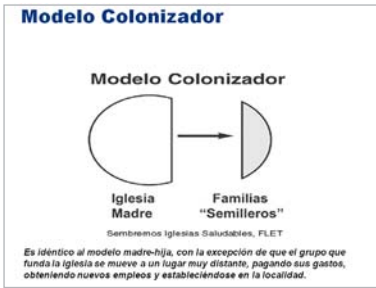 Modelo Colonizador
Modelo Colonizador
Iglesia
Madre
Familias
“Semilleros”
Sembremos Iglesias Saludables, FLET
Es idéntico al modelo madre-hija, con la excepción de que el grupo que
funda la iglesia se mueve a un lugar muy distante, pagando sus gastos,
obteniendo nuevos empleos y estableciéndose en la localidad.